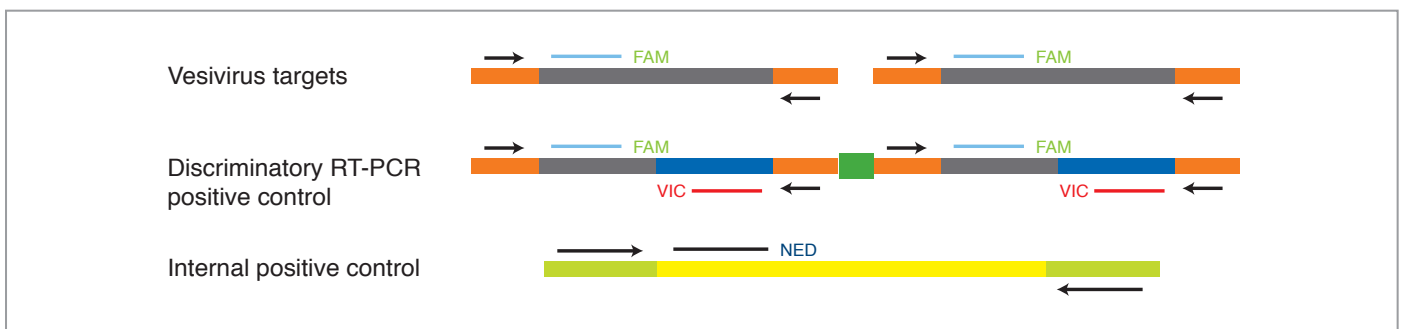 FAM FAM
Vesivirus targets
FAM FAM
Discriminatory RT-PCR
positive control
VIC VIC
NED
Internal positive control